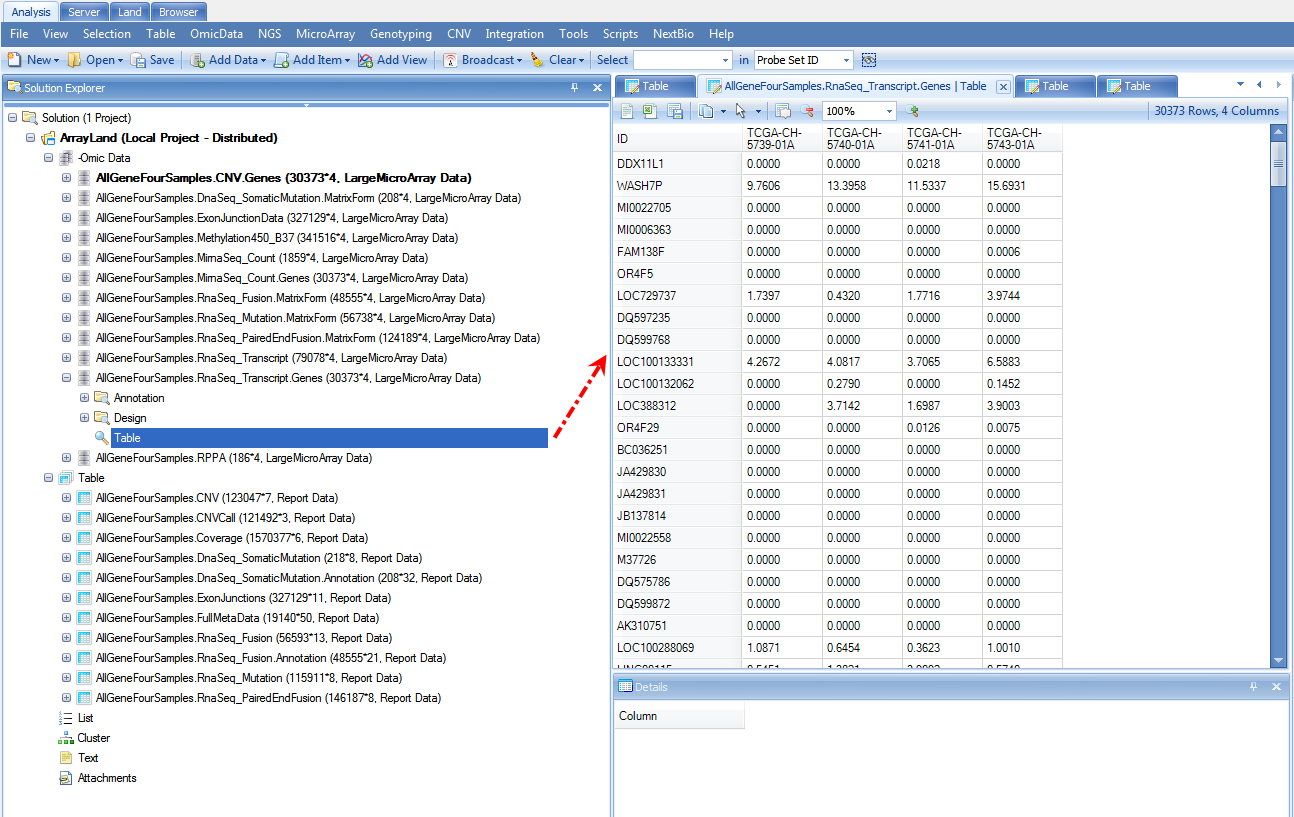 Analysis Server Land Browser
File View Selection Table OmicData NGS MicroArray Genotyping CNV Integration Tools Scripts NextBio Help
New Open Save Add Data Add Item Add View Broadcast Clear Select in Probe Set ID
Solution Explorer
Solution (1 Project)
ArrayLand (Local Project - Distributed)
-Omic Data
AllGeneFourSamples.CNV.Genes (30373*4, LargeMicroArray Data)
AllGeneFourSamples.DnaSeq_SomaticMutation.MatrixForm (208*4, LargeMicroArray Data)
AllGeneFourSamples.ExonJunctionData (327129*4, LargeMicroArray Data)
AllGeneFourSamples.Methylation450_B37 (341516*4, LargeMicroArray Data)
AllGeneFourSamples.MirnaSeq_Count (1859*4, LargeMicroArray Data)
AllGeneFourSamples.MirnaSeq_Count.Genes (30373*4, LargeMicroArray Data)
AllGeneFourSamples.RnaSeq_Fusion.MatrixForm (48555*4, LargeMicroArray Data)
AllGeneFourSamples.RnaSeq_Mutation.MatrixForm (56738*4, LargeMicroArray Data)
AllGeneFourSamples.RnaSeq_PairedEndFusion.MatrixForm (124189*4, LargeMicroArray Data)
AllGeneFourSamples.RnaSeq_Transcript (79078*4, LargeMicroArray Data)
AllGeneFourSamples.RnaSeq_Transcript.Genes (30373*4, LargeMicroArray Data)
Annotation
Design
Table
AllGeneFourSamples.RPPA (186*4, LargeMicroArray Data)
Table
AllGeneFourSamples.CNV (123047*7, Report Data)
AllGeneFourSamples.CNVCall (121492*3, Report Data)
AllGeneFourSamples.Coverage (1570377*6, Report Data)
AllGeneFourSamples.DnaSeq_SomaticMutation (218*8, Report Data)
AllGeneFourSamples.DnaSeq_SomaticMutation.Annotation (208*32, Report Data)
AllGeneFourSamples.ExonJunctions (327129*11, Report Data)
AllGeneFourSamples.FullMetaData (19140*50, Report Data)
AllGeneFourSamples.RnaSeq_Fusion (56593*13, Report Data)
AllGeneFourSamples.RnaSeq_Fusion.Annotation (48555*21, Report Data)
AllGeneFourSamples.RnaSeq_Mutation (115911*8, Report Data)
AllGeneFourSamples.RnaSeq_PairedEndFusion (146187*8, Report Data)
List
Cluster
Text
Attachments
Table AllGeneFourSamples.RnaSeq_Transcript.Genes | Table Table Table
100% 30373 Rows, 4 Columns
ID TCGA-CH-5739-01A TCGA-CH-5740-01A TCGA-CH-5741-01A TCGA-CH-5743-01A
DDX11L1 0.0000 0.0000 0.0218 0.0000
WASH7P 9.7606 13.3958 11.5337 15.6931
MI0022705 0.0000 0.0000 0.0000 0.0000
MI0006363 0.0000 0.0000 0.0000 0.0000
FAM138F 0.0000 0.0000 0.0000 0.0006
OR4F5 0.0000 0.0000 0.0000 0.0000
LOC729737 1.7397 0.4320 1.7716 3.9744
DQ597235 0.0000 0.0000 0.0000 0.0000
DQ599768 0.0000 0.0000 0.0000 0.0000
LOC100133331 4.2672 4.0817 3.7065 6.5883
LOC100132062 0.0000 0.2790 0.0000 0.1452
LOC388312 0.0000 3.7142 1.6987 3.9003
OR4F29 0.0000 0.0000 0.0126 0.0075
BC036251 0.0000 0.0000 0.0000 0.0000
JA429830 0.0000 0.0000 0.0000 0.0000
JA429831 0.0000 0.0000 0.0000 0.0000
JB137814 0.0000 0.0000 0.0000 0.0000
MI0022558 0.0000 0.0000 0.0000 0.0000
M37726 0.0000 0.0000 0.0000 0.0000
DQ575786 0.0000 0.0000 0.0000 0.0000
DQ599872 0.0000 0.0000 0.0000 0.0000
AK310751 0.0000 0.0000 0.0000 0.0000
LOC100288069 1.0871 0.6454 0.3623 1.0010
Details
Column